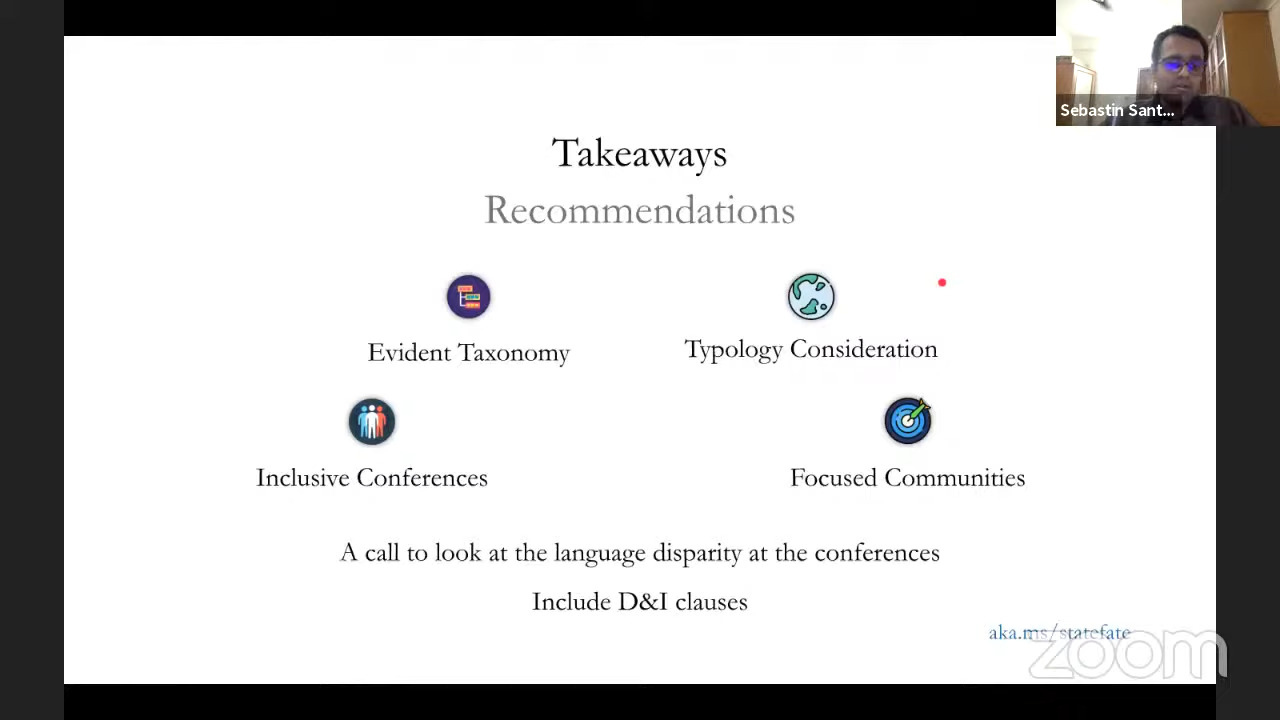 Sebastin Sant...
Takeaways
Recommendations
Evident Taxonomy
Typology Consideration
Inclusive Conferences
Focused Communities
A call to look at the language disparity at the conferences
Include D&I clauses
aka.ms/statefate
zoom